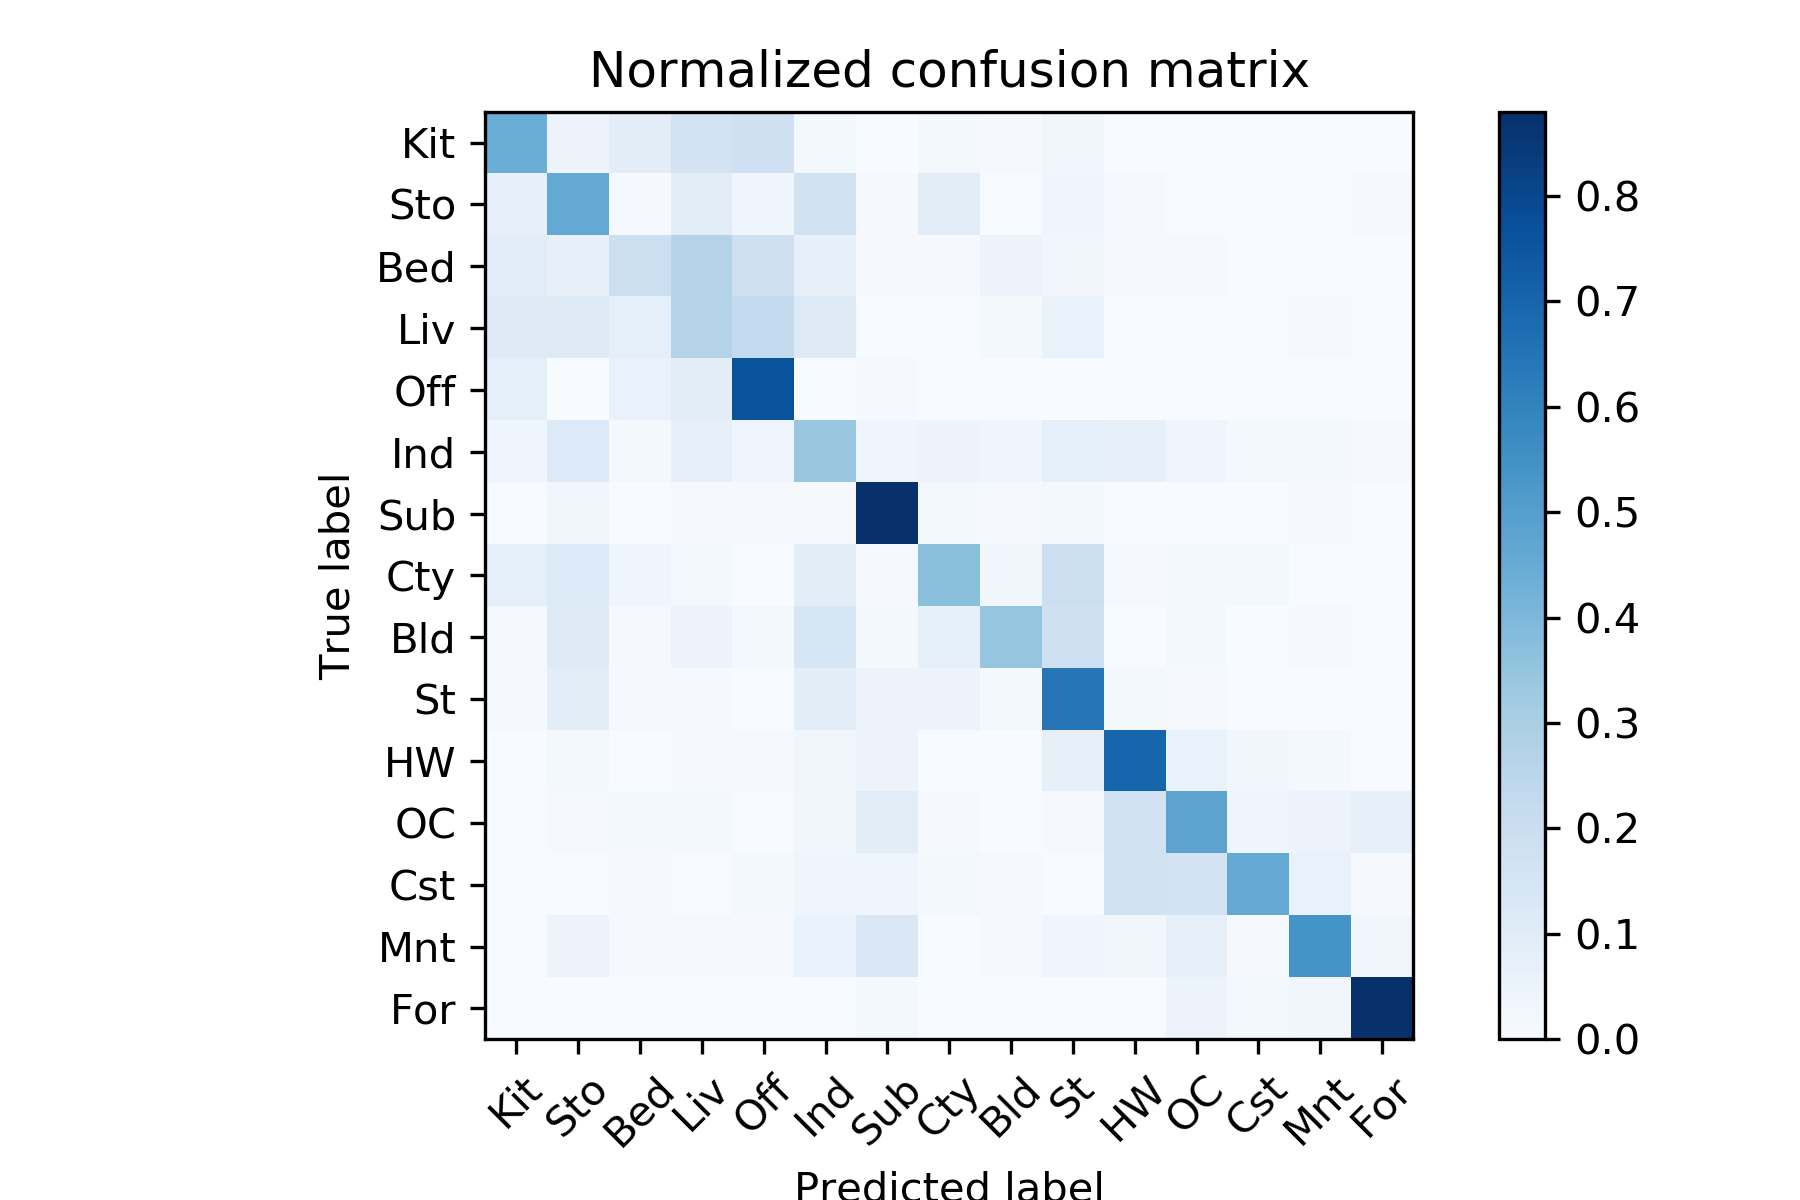 Normalized confusion matrix
True label
Kit
Sto
Bed
Liv
Off
Ind
Sub
Cty
Bld
St
HW
OC
Cst
Mnt
For
Kit
Sto
Bed
Liv
Off
Ind
Sub
Cty
Bld
St
HW
OC
Cst
Mnt
For
Predicted label
0.8
0.7
0.6
0.5
0.4
0.3
0.2
0.1
0.0